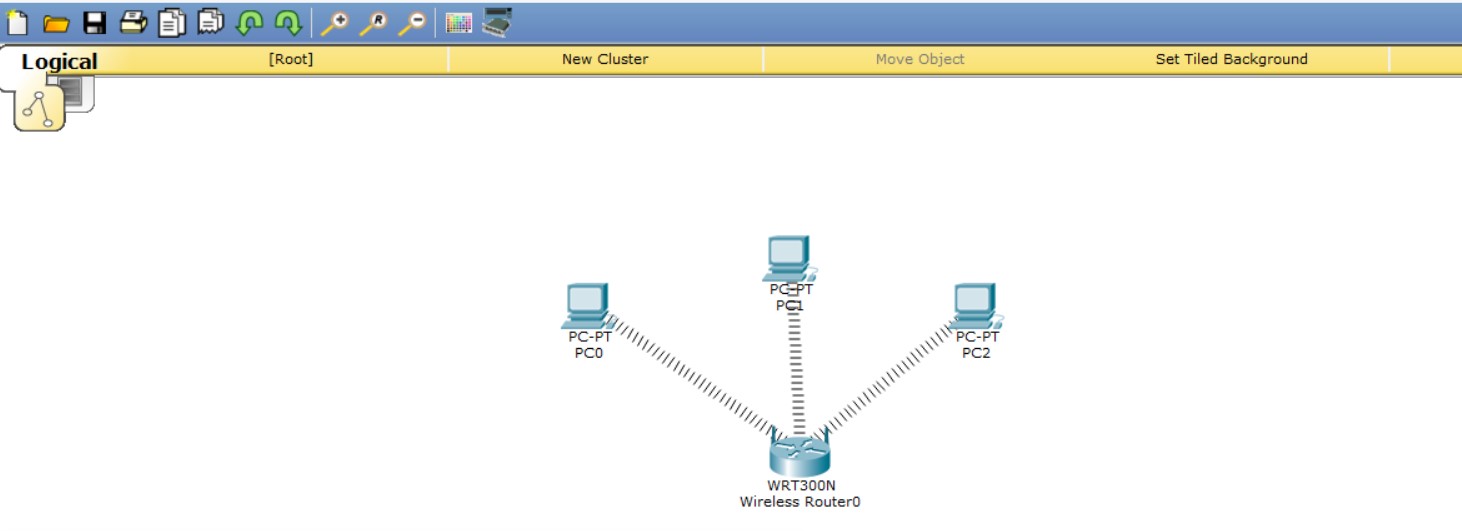 Logical
[Root]
New Cluster
Move Object
Set Tiled Background
PC-PT
PC1
PC-PT
PC0
PC-PT
PC2
WRT300N
Wireless Router0